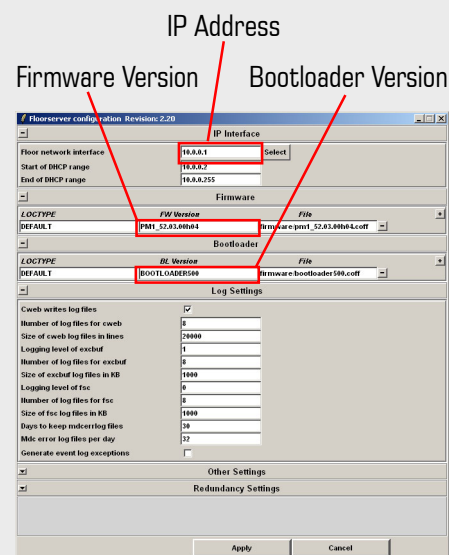 IP Address
Firmware Version Bootloader Version
Floorserver configuration Revision: 2.20
IP Interface
Floor network interface 10.0.0.1 Select
Start of DHCP range 10.0.0.2
End of DHCP range 10.0.0.255
Firmware
LOCTYPE FW Version File
DEFAULT PM1_52.03.00h04 firmware/pm1_52.03.00h04.coff
Bootloader
LOCTYPE BL Version File
DEFAULT BOOTLOADER500 firmware/bootloader500.coff
Log Settings
Cweb writes log files
Number of log files for cweb 8
Size of cweb log files in lines 20000
Logging level of excbuf 1
Number of log files for excbuf 8
Size of excbuf log files in KB 1000
Logging level of fsc 0
Number of log files for fsc 8
Size of fsc log files in KB 1000
Days to keep mdcerrlog files 30
Mdc error log files per day 32
Generate event log exceptions
Other Settings
Redundancy Settings
Apply Cancel